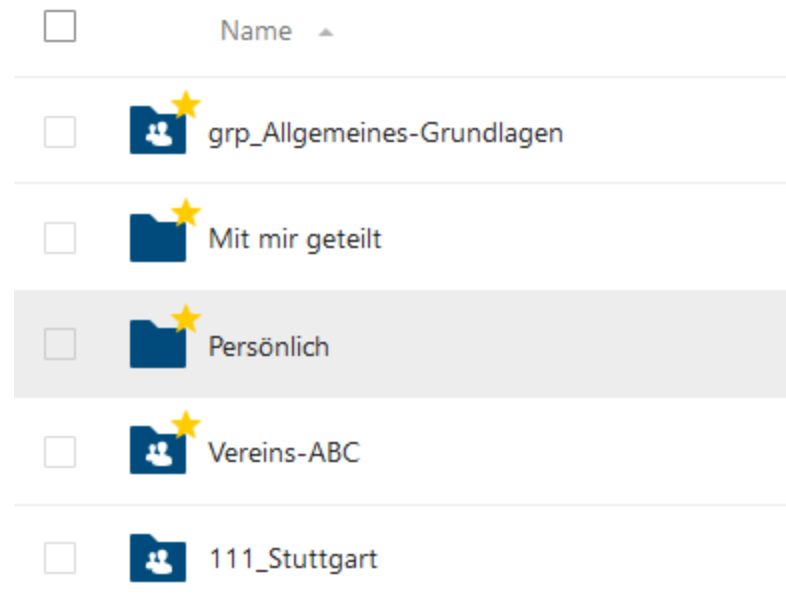 Name
grp_Allgemeines-Grundlagen
Mit mir geteilt
Persönlich
Vereins-ABC
111_Stuttgart